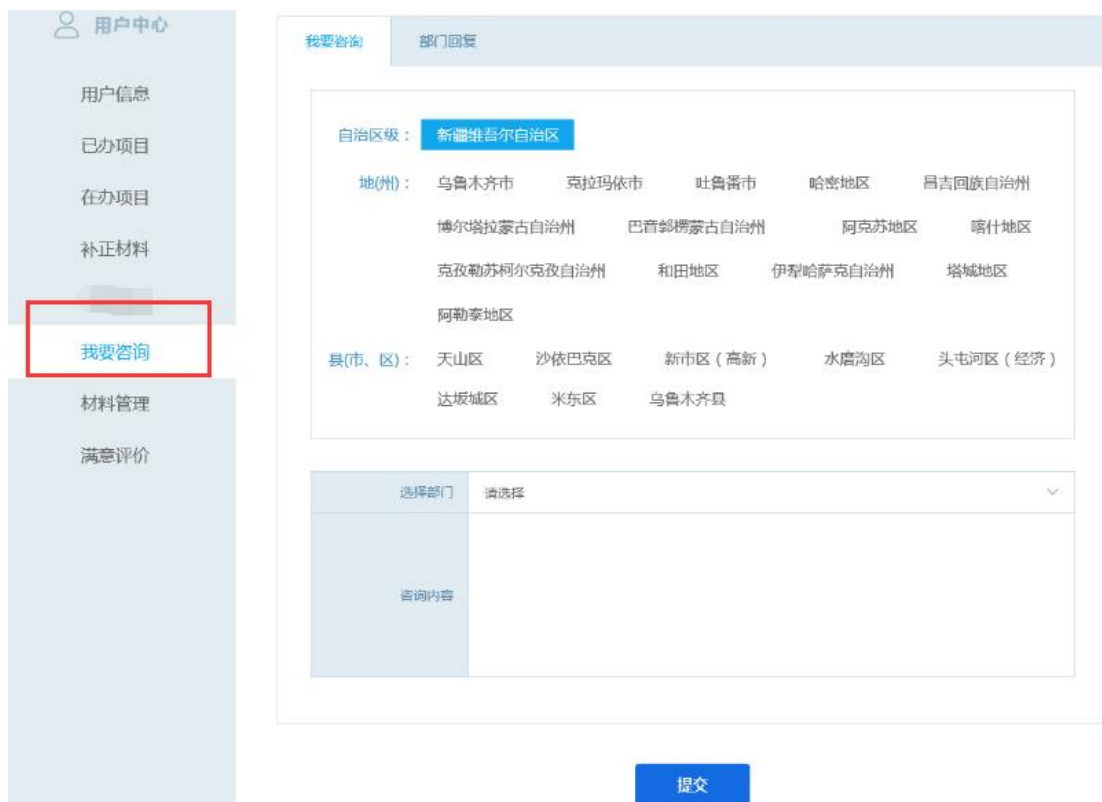 用户中心
用户信息
已办项目
在办项目
补正材料
我要咨询
材料管理
满意评价
我要咨询 部门回复
自治区级： 新疆维吾尔自治区
地(州)： 乌鲁木齐市 克拉玛依市 吐鲁番市 哈密地区 昌吉回族自治州
博尔塔拉蒙古自治州 巴音郭楞蒙古自治州 阿克苏地区 喀什地区
克孜勒苏柯尔克孜自治州 和田地区 伊犁哈萨克自治州 塔城地区
阿勒泰地区
县(市、区)： 天山区 沙依巴克区 新市区（高新） 水磨沟区 头屯河区（经济）
达坂城区 米东区 乌鲁木齐县
选择部门 请选择
咨询内容
提交